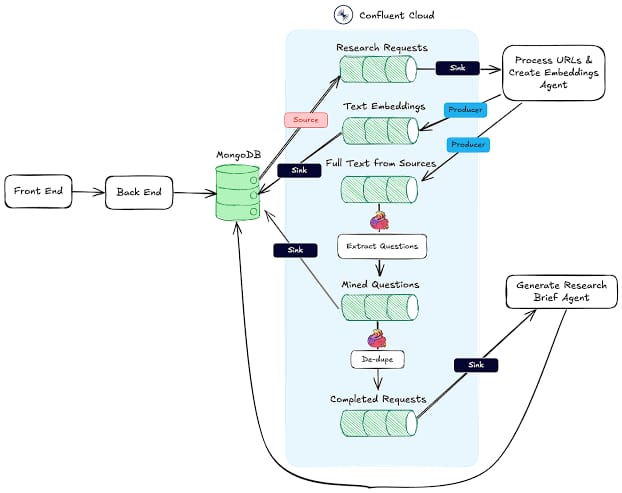 Confluent Cloud
Research Requests
Sink
Process URLs &
Create Embeddings
Agent
Text Embeddings
Producer
Source
Producer
MongoDB
Sink
Full Text from Sources
Front End
Back End
Extract Questions
Sink
Mined Questions
Generate Research
Brief Agent
De-dupe
Sink
Completed Requests